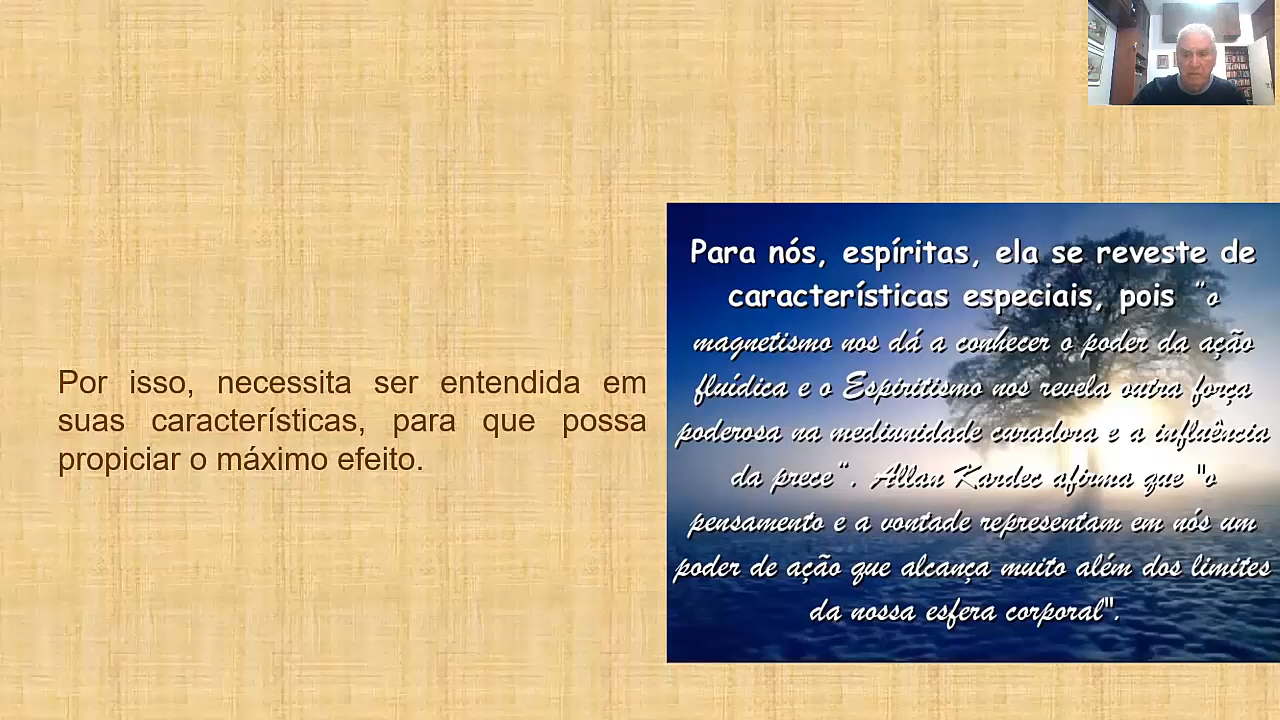 Por isso, necessita ser entendida em
suas características, para que possa
propiciar o máximo efeito.
Para nós, espíritas, ela se reveste de
características especiais, pois "o
magnetismo nos dá a conhecer o poder da ação
fluídica e o Espiritismo nos revela outra força
poderosa na mediunidade curadora e a influência
da prece". Allan Kardec afirma que "o
pensamento e a vontade representam em nós um
poder de ação que alcança muito além dos limites
da nossa esfera corporal".